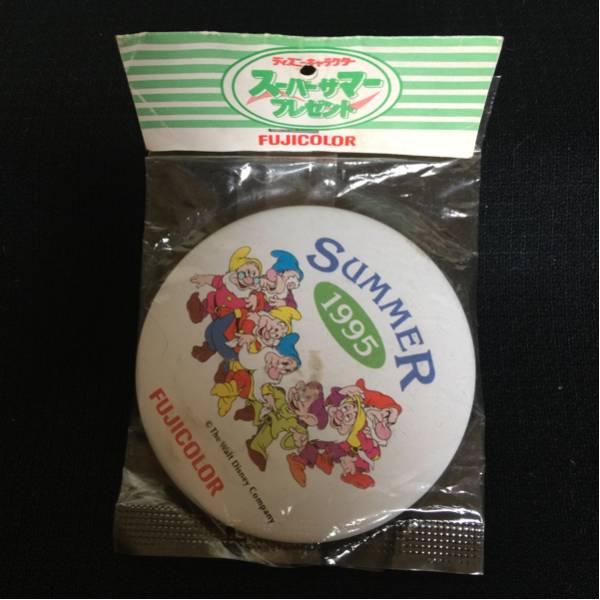 ディズニーキャラクター
スーパーサマー
プレゼント
FUJICOLOR
SUMMER
1995
FUJICOLOR
© The Walt Disney Company